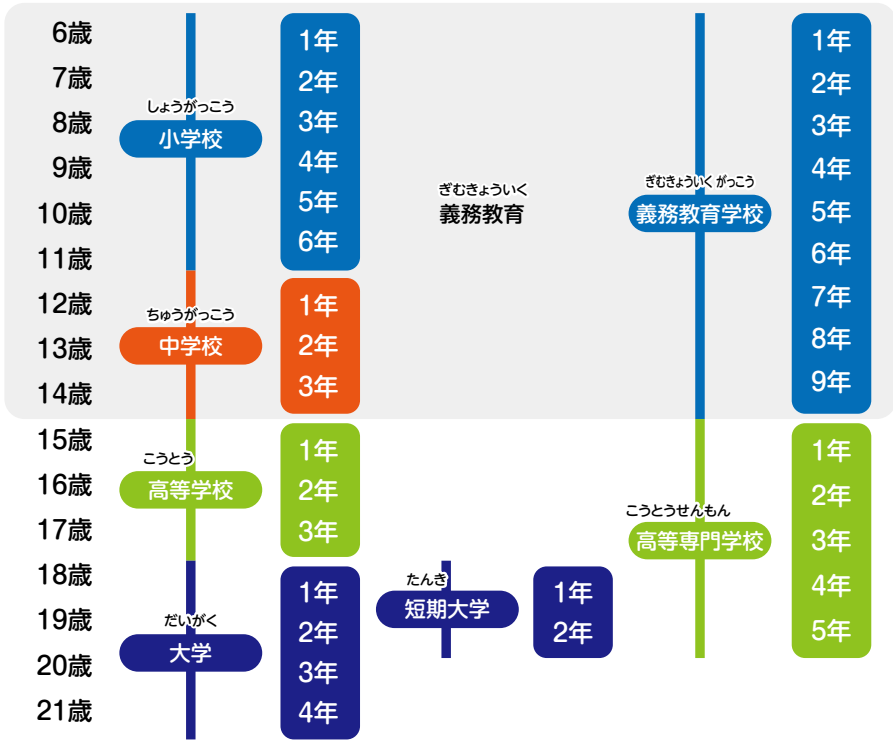 6歳
7歳
8歳
9歳
10歳
11歳
12歳
13歳
14歳
15歳
16歳
17歳
18歳
19歳
20歳
21歳
しょうがっこう
小学校
1年
2年
3年
4年
5年
6年
ちゅうがっこう
中学校
1年
2年
3年
こうとう
高等学校
1年
2年
3年
だいがく
大学
1年
2年
3年
4年
ぎむきょういく
義務教育
たんき
短期大学
1年
2年
ぎむきょういく がっこう
義務教育学校
1年
2年
3年
4年
5年
6年
7年
8年
9年
こうとうせんもん
高等専門学校
1年
2年
3年
4年
5年